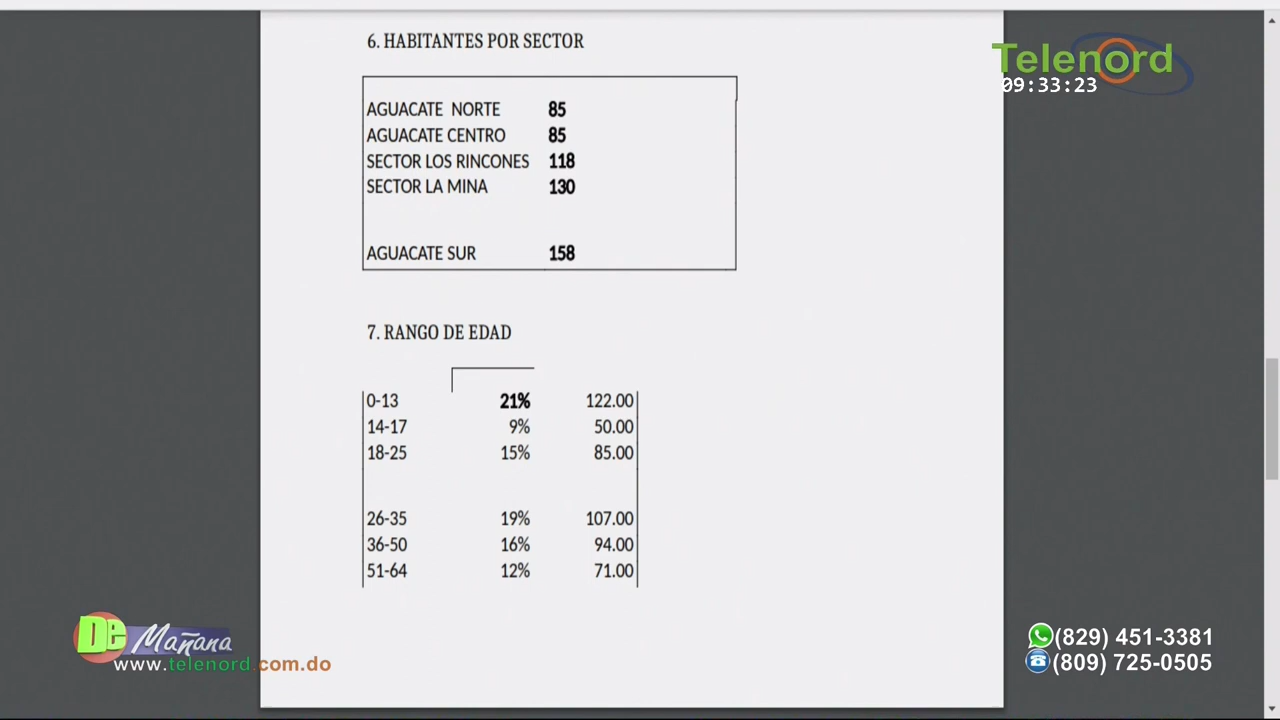 6. HABITANTES POR SECTOR
Telenord
09:33:23
AGUACATE NORTE 85
AGUACATE CENTRO 85
SECTOR LOS RINCONES 118
SECTOR LA MINA 130
AGUACATE SUR 158
7. RANGO DE EDAD
0-13 21% 122.00
14-17 9% 50.00
18-25 15% 85.00
26-35 19% 107.00
36-50 16% 94.00
51-64 12% 71.00
De Mañana
www.telenord.com.do
(829) 451-3381
(809) 725-0505